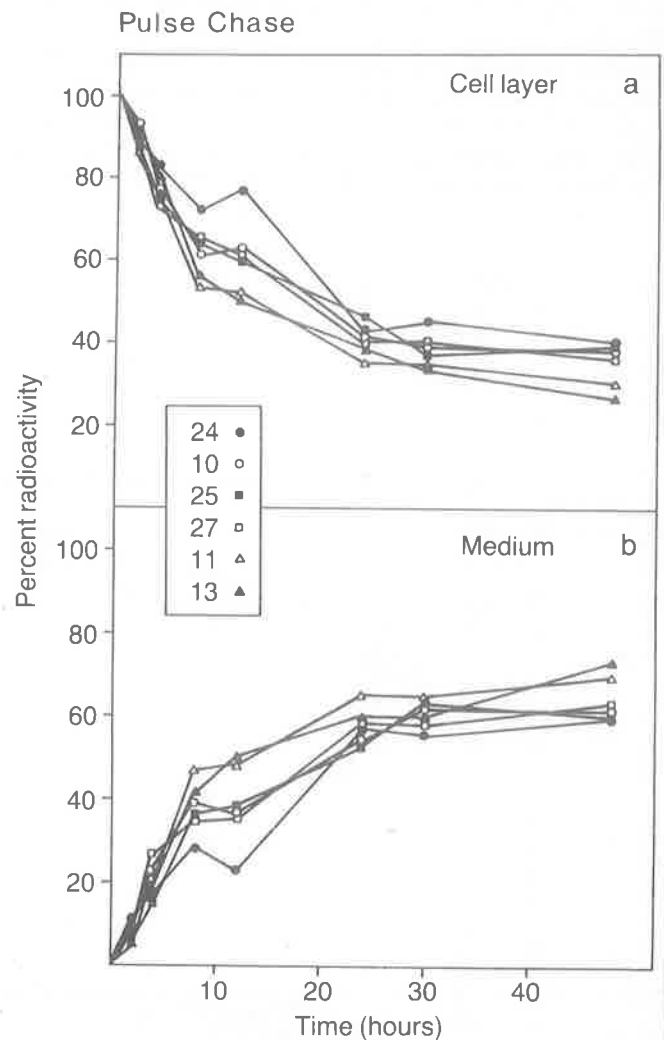 Pulse Chase
Cell layer a
100
80
60
40
20
Percent radioactivity
24
10
25
27
11
13
Medium b
100
80
60
40
20
10 20 30 40
Time (hours)